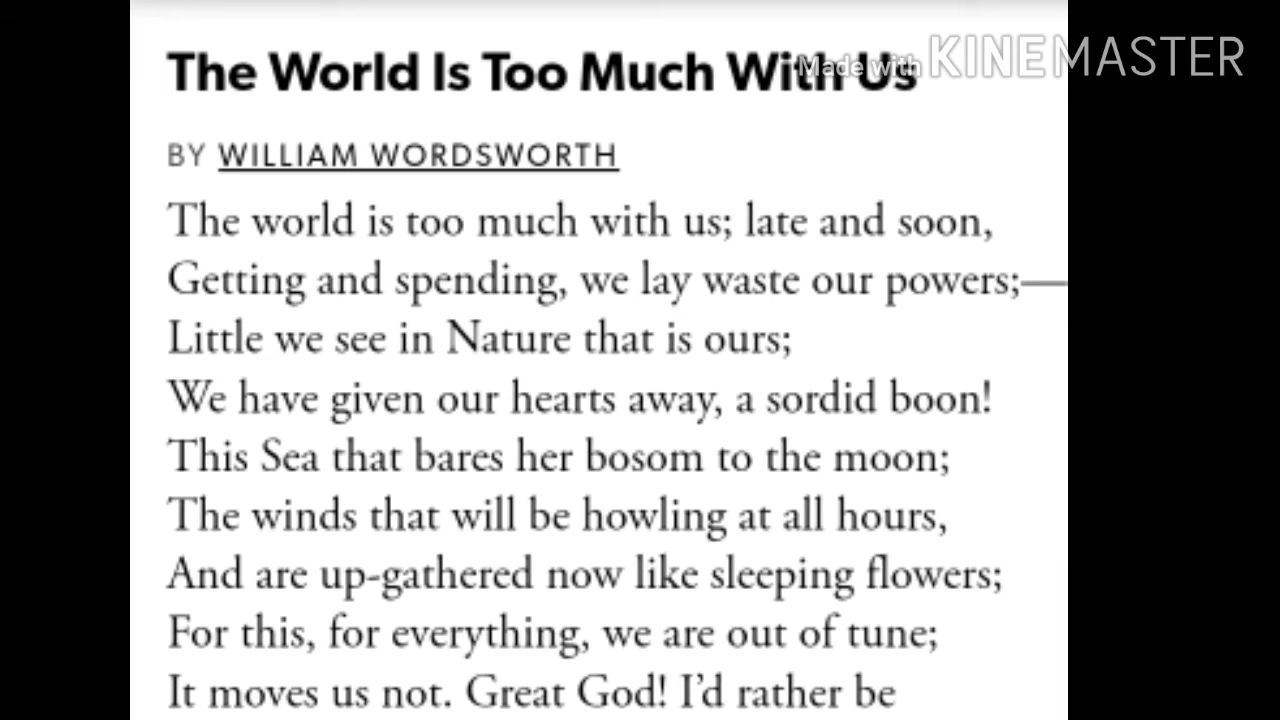 The World Is Too Much With Us
Made with KINEMASTER
BY WILLIAM WORDSWORTH
The world is too much with us; late and soon,
Getting and spending, we lay waste our powers;—
Little we see in Nature that is ours;
We have given our hearts away, a sordid boon!
This Sea that bares her bosom to the moon;
The winds that will be howling at all hours,
And are up-gathered now like sleeping flowers;
For this, for everything, we are out of tune;
It moves us not. Great God! I’d rather be